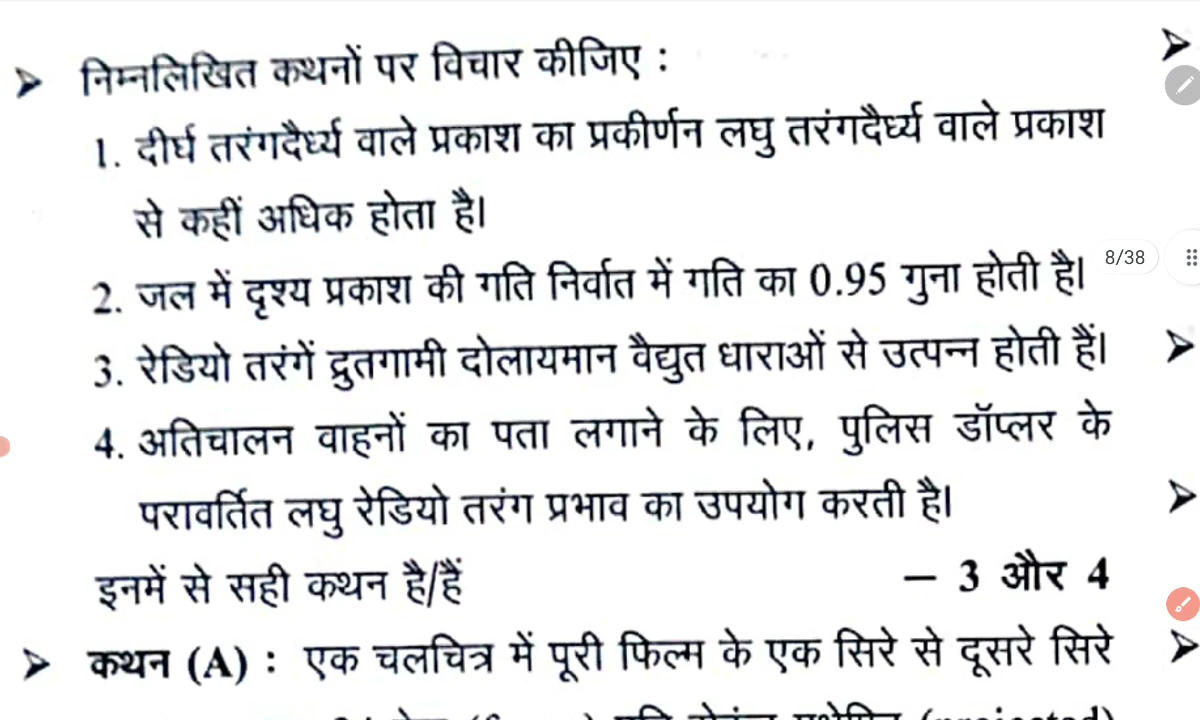 ➤ निम्नलिखित कथनों पर विचार कीजिए :
1. दीर्घ तरंगदैर्ध्य वाले प्रकाश का प्रकीर्णन लघु तरंगदैर्ध्य वाले प्रकाश
से कहीं अधिक होता है।
8/38
2. जल में दृश्य प्रकाश की गति निर्वात में गति का 0.95 गुना होती है।
3. रेडियो तरंगें द्रुतगामी दोलायमान वैद्युत धाराओं से उत्पन्न होती हैं।
4. अतिचालन वाहनों का पता लगाने के लिए, पुलिस डॉप्लर के
परावर्तित लघु रेडियो तरंग प्रभाव का उपयोग करती है।
इनमें से सही कथन है/हैं – 3 और 4
➤ कथन (A) : एक चलचित्र में पूरी फिल्म के एक सिरे से दूसरे सिरे